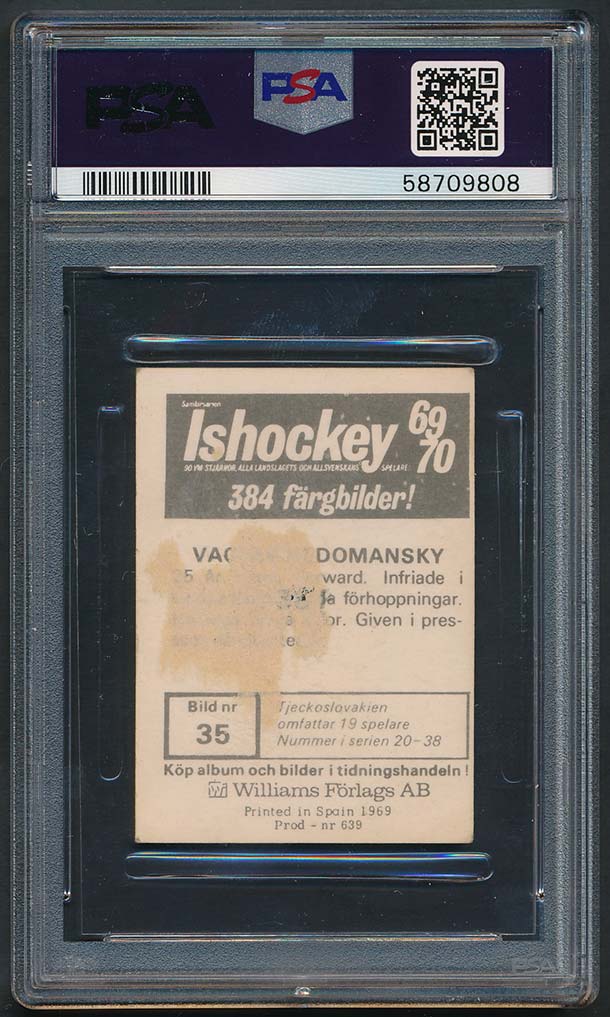 PSA
PSA
58709808
Samlarserien
Ishockey 69 70
90 VM STJÄRNOR, ALLA LANDSLAGETS OCH ALLSVENSKANS SPELARE
384 färgbilder!
DOMANSKY
25 ward. Infriade i
förhoppningar.
Given i pres-
Bild nr
35
Tjeckoslovakien
omfattar 19 spelare
Nummer i serien 20-38
Köp album och bilder i tidningshandeln!
W Williams Förlags AB
Printed in Spain 1969
Prod - nr 639
PSA